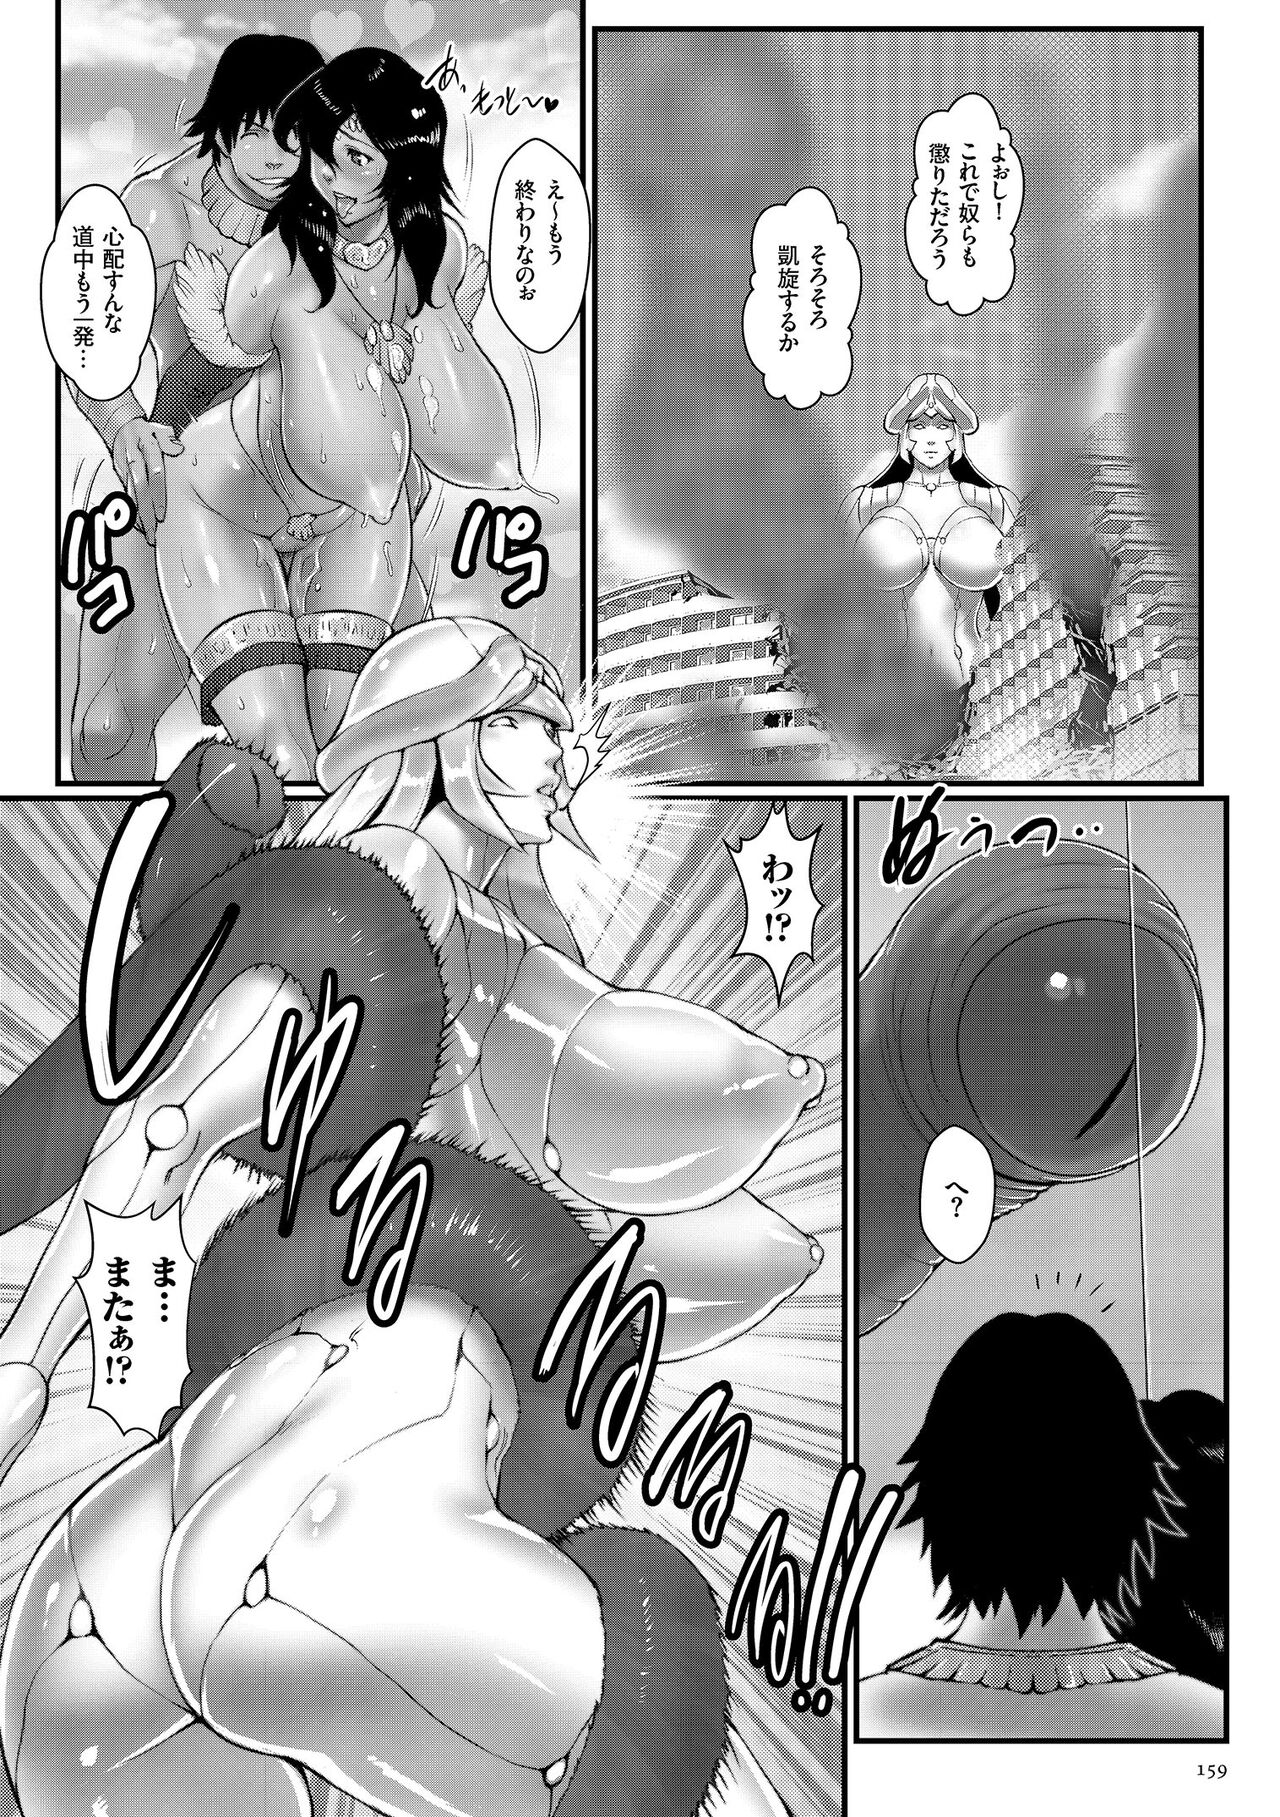 よおし！
これで奴らも
懲りただろう
そろそろ
凱旋するか
あ、
もっと〜♥
え〜もう
終わりなのぉ
心配すんな
道中もう一発…
パコ
パコ
ぬぅっ‥
へ？
わッ!?
しゅるるるるる!!
ま…
またぁ!?
159